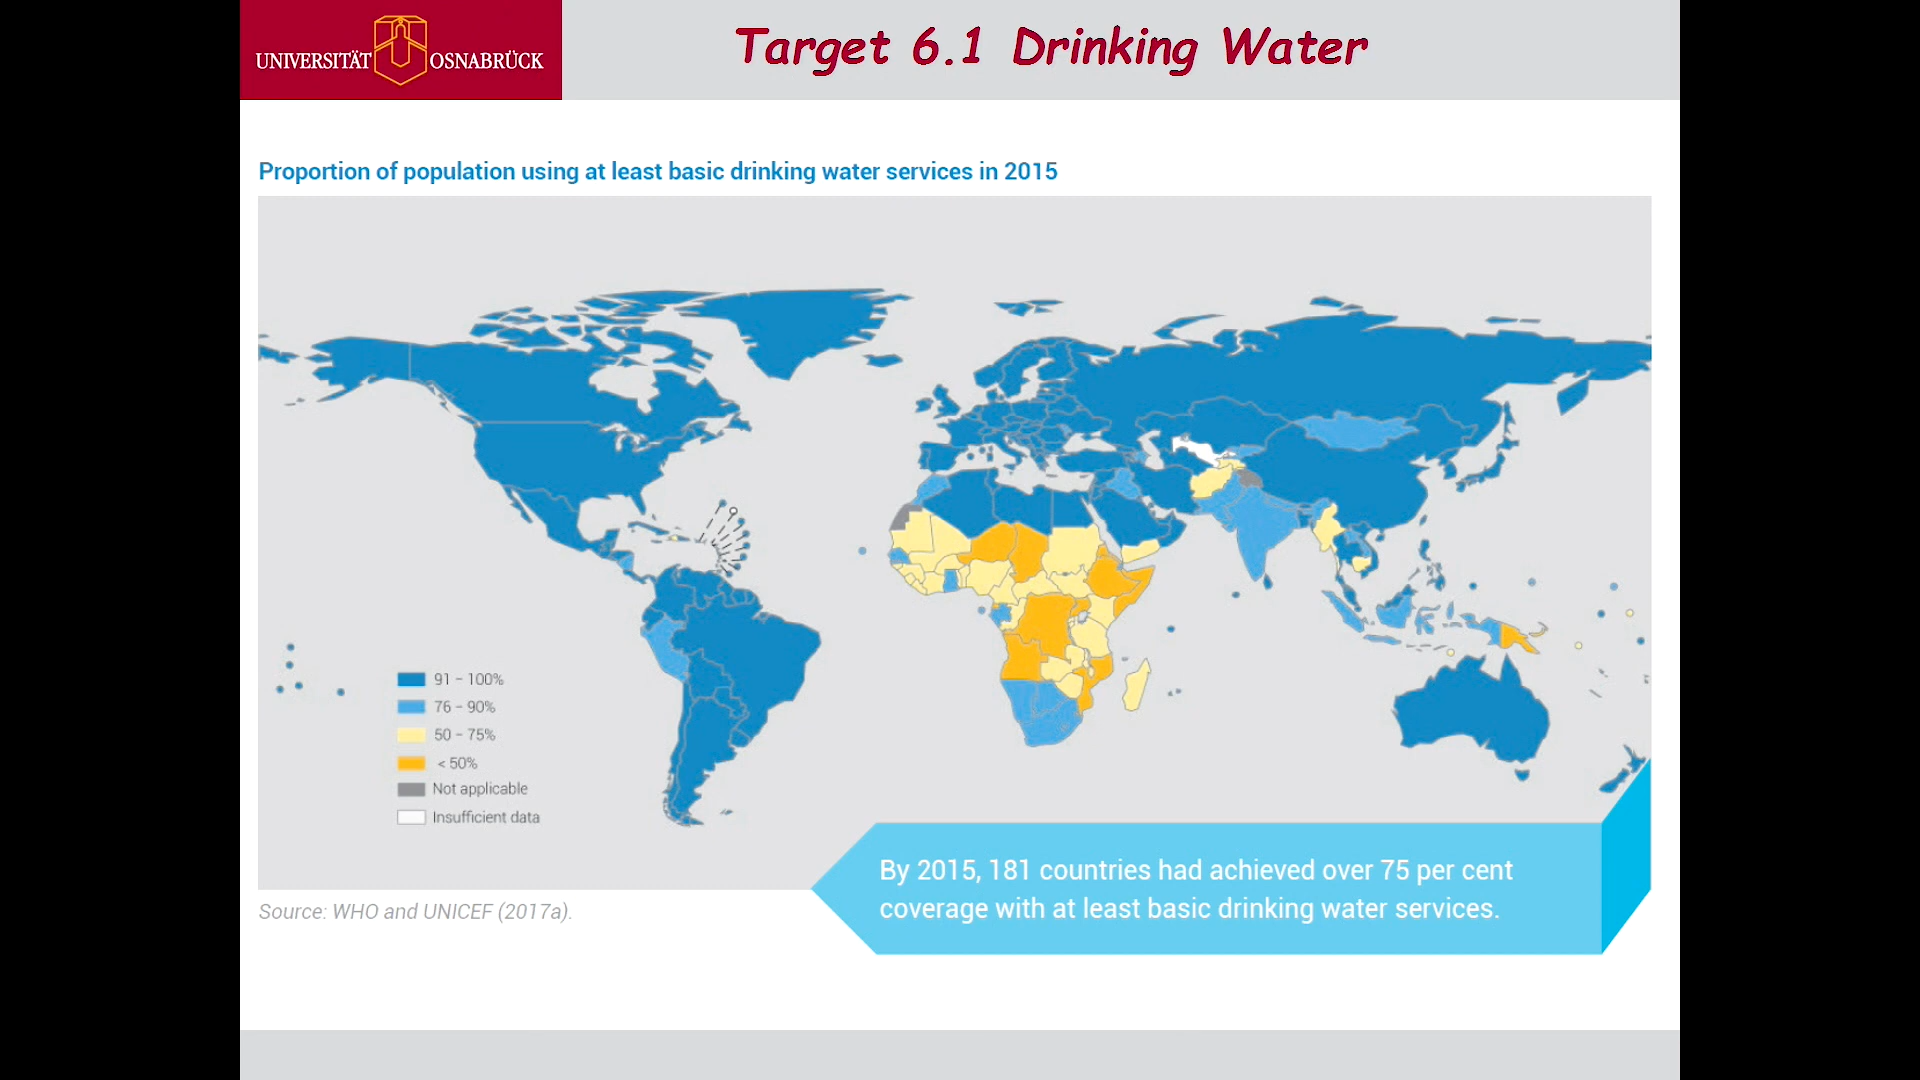 UNIVERSITÄT OSNABRÜCK
Target 6.1 Drinking Water
Proportion of population using at least basic drinking water services in 2015
91 – 100%
76 – 90%
50 – 75%
< 50%
Not applicable
Insufficient data
By 2015, 181 countries had achieved over 75 per cent
coverage with at least basic drinking water services.
Source: WHO and UNICEF (2017a).